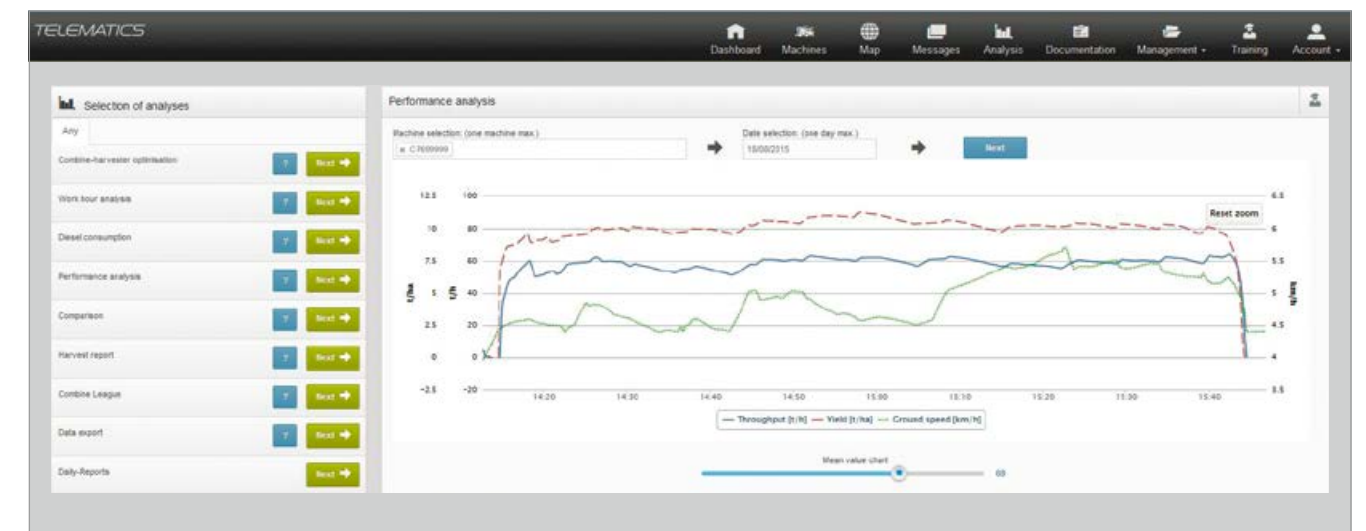 TELEMATICS
Dashboard Machines Map Messages Analysis Documentation Management Training Account
Selection of analyses
Any
Combine-harvester optimisation ? Next
Work hour analysis ? Next
Diesel consumption ? Next
Performance analysis ? Next
Comparison ? Next
Harvest report ? Next
Combine League ? Next
Data export ? Next
Daily-Reports Next
Performance analysis
Machine selection: (one machine max.) Date selection: (one day max.)
Next
12.5 100 6.5
Reset zoom
10 80 6
7.5 60 5.5
t/ha 5 t/h 40 5 km/h
2.5 20 4.5
0 0 4
-2.5 -20 3.5
14:20 14:30 14:40 14:50 15:00 15:10 15:20 15:30 15:40
Throughput [t/h] Yield [t/ha] Ground speed [km/h]
Mean value chart